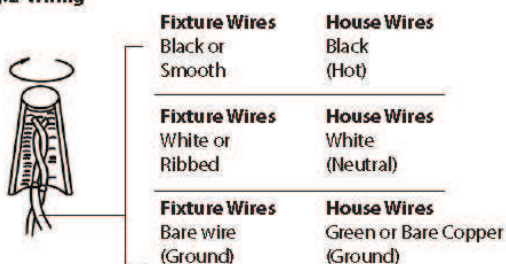 Fixture Wires House Wires
Black or Black
Smooth (Hot)
Fixture Wires House Wires
White or White
Ribbed (Neutral)
Fixture Wires House Wires
Bare wire Green or Bare Copper
(Ground) (Ground)